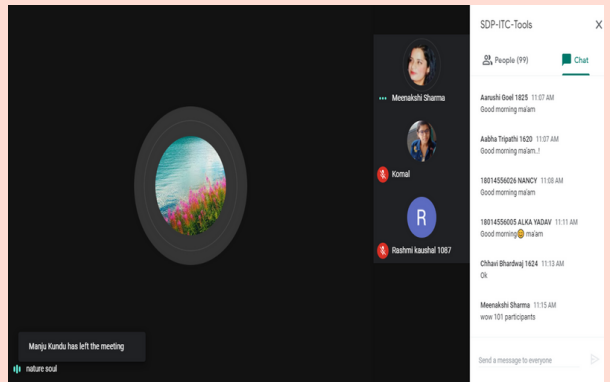 SDP-ITC-Tools
X
People (99)
Chat
Meenakshi Sharma
Komal
R
Rashmi kaushal 1087
Manju Kundu has left the meeting
nature soul
Aarushi Goel 1825 11:07 AM
Good morning ma'am
Aabha Tripathi 1620 11:07 AM
Good morning ma'am..!
18014556026 NANCY 11:08 AM
Good morning ma'am
18014556005 ALKA YADAV 11:11 AM
Good morning😀 ma'am
Chhavi Bhardwaj 1624 11:13 AM
Ok
Meenakshi Sharma 11:15 AM
wow 101 participants
Send a message to everyone